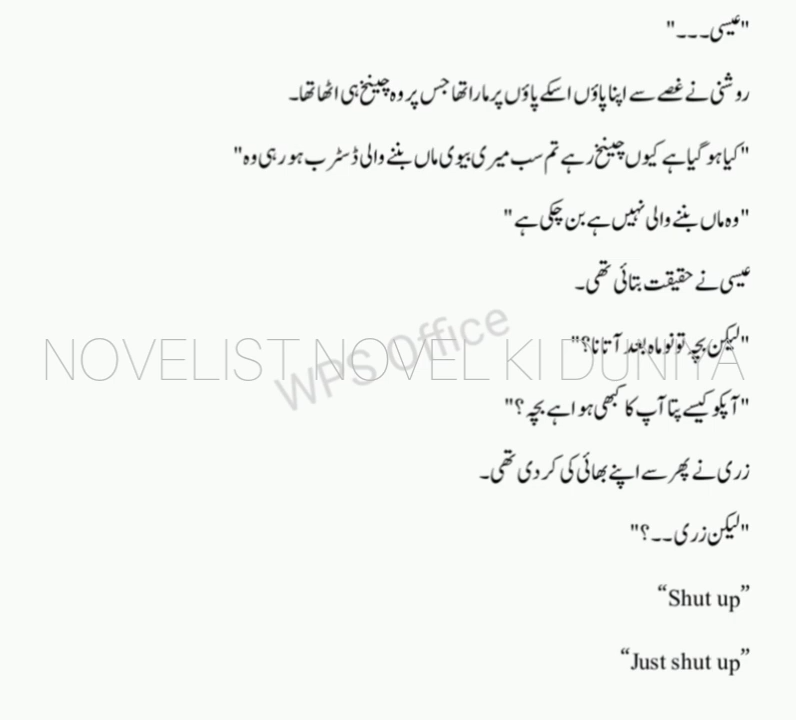 "عیسی۔۔۔"
روشنی نے غصے سے اپنا پاؤں اسکے پاؤں پر مارا تھا جس پر وہ چینخ ہی اٹھا تھا۔
"کیا ہو گیا ہے کیوں چینخ رہے تم سب میری بیوی ماں بننے والی ڈسٹرب ہو رہی وہ"
"وہ ماں بننے والی نہیں ہے بن چکی ہے"
عیسی نے حقیقت بتائی تھی۔
"لیکن بچہ تو نو ماہ بعد آتا نا؟"
NOVELIST NOVEL KI DUNIYA
WPS Office
"آپکو کیسے پتا آپ کا کبھی ہوا ہے بچہ؟"
زری نے پھر سے اپنے بھائی کی کر دی تھی۔
"لیکن زری۔۔؟"
“Shut up”
“Just shut up”